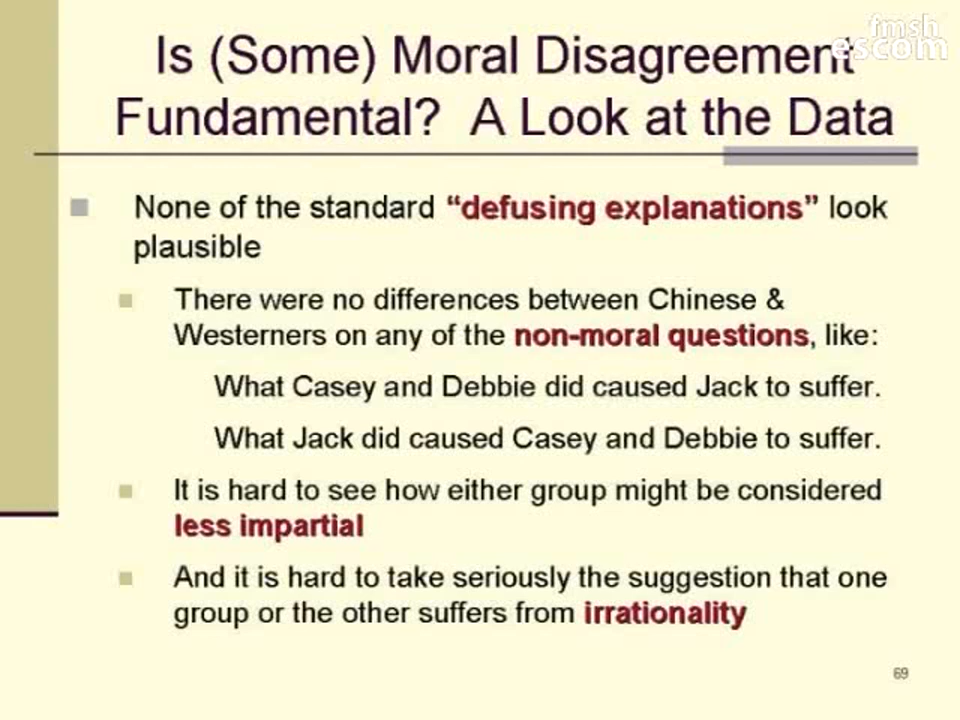 fmsh
escom
Is (Some) Moral Disagreement
Fundamental? A Look at the Data
None of the standard “defusing explanations” look
plausible
There were no differences between Chinese &
Westerners on any of the non-moral questions, like:
What Casey and Debbie did caused Jack to suffer.
What Jack did caused Casey and Debbie to suffer.
It is hard to see how either group might be considered
less impartial
And it is hard to take seriously the suggestion that one
group or the other suffers from irrationality
69